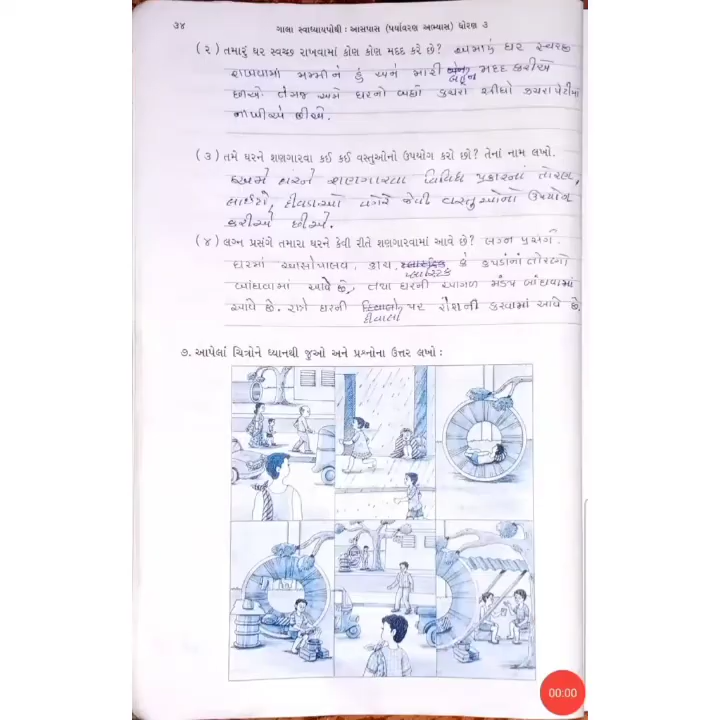 ૩૪ ગાલા સ્વાધ્યાયપોથી : આસપાસ (પર્યાવરણ અભ્યાસ) ધોરણ ૩
(૨) તમારું ઘર સ્વચ્છ રાખવામાં કોણ કોણ મદદ કરે છે? અમારું ઘર સ્વચ્છ
રાખવામાં મમ્મીને હું અને મારી બહેન મદદ કરીએ
છીએ. તેમજ અમે ઘરનો બધો કચરો સીધો કચરાપેટીમાં
નાખીએ છીએ.
(૩) તમે ઘરને શણગારવા કઈ કઈ વસ્તુઓનો ઉપયોગ કરો છો? તેનાં નામ લખો.
અમે ઘરને શણગારવા વિવિધ પ્રકારનાં તોરણ,
લાઈટો, દીવડાઓ વગેરે જેવી વસ્તુઓનો ઉપયોગ
કરીએ છીએ.
(૪) લગ્ન પ્રસંગે તમારા ઘરને કેવી રીતે શણગારવામાં આવે છે? લગ્ન પ્રસંગે
ઘરમાં આસોપાલવ, કાચ, પ્લાસ્ટિક કે કપડાંનાં તોરણો
બાંધવામાં આવે છે, તથા ઘરની આગળ મંડપ બાંધવામાં
આવે છે. રાત્રે ઘરની દીવાલો પર રોશની કરવામાં આવે છે.
૭. આપેલાં ચિત્રોને ધ્યાનથી જુઓ અને પ્રશ્નોના ઉત્તર લખો :
00:00